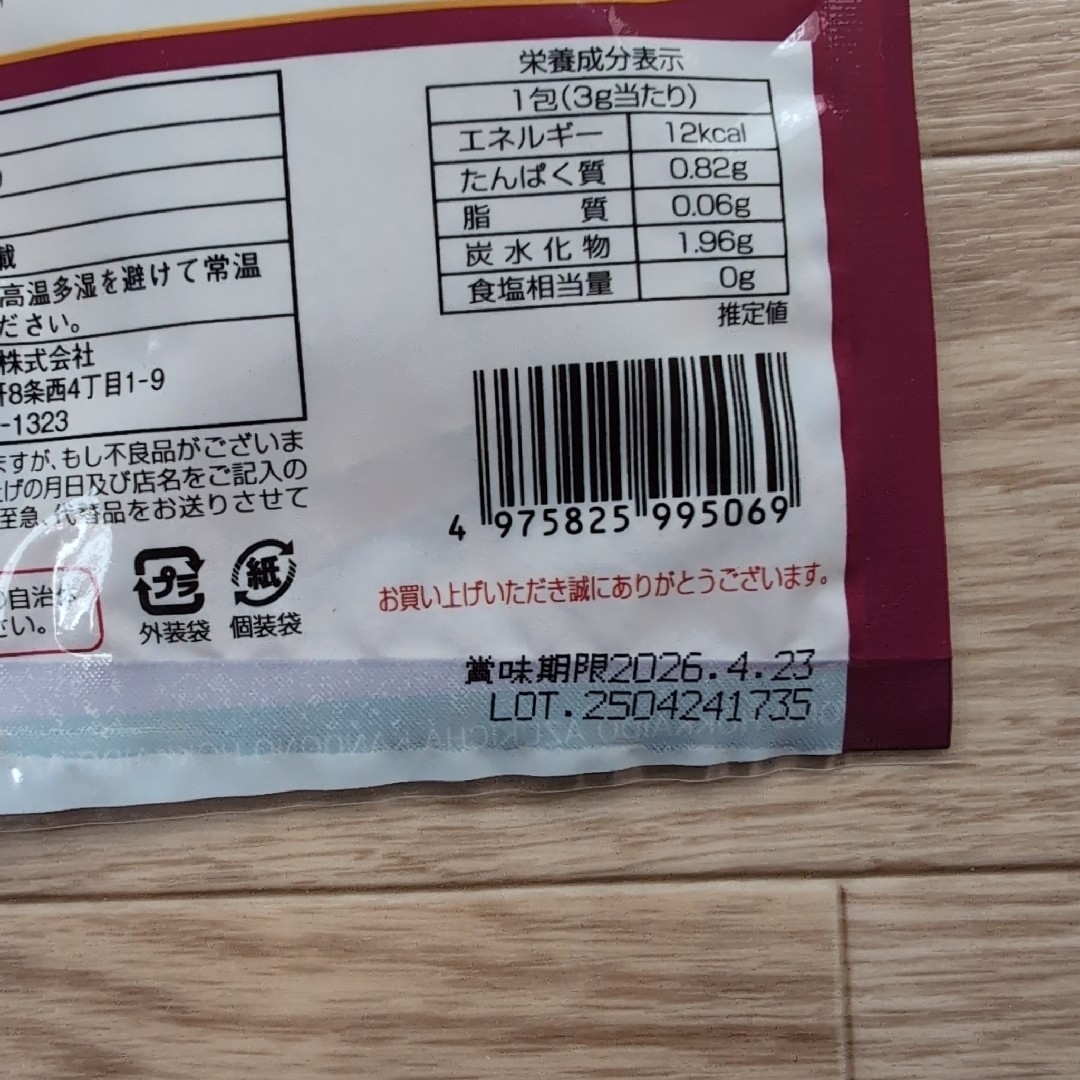 載
高温多湿を避けて常温
ださい。
株式会社
8条西4丁目1-9
-1323
ますが、もし不良品がございま
上げの月日及び店名をご記入の
至急、代替品をお送りさせて
自治
さい。
プラ
外装袋
紙
個装袋
栄養成分表示
1包(3g当たり)
エネルギー 12kcal
たんぱく質 0.82g
脂質 0.06g
炭水化物 1.96g
食塩相当量 0g
推定値
4 975825 995069
お買い上げいただき誠にありがとうございます。
賞味期限2026.4.23
LOT.2504241735